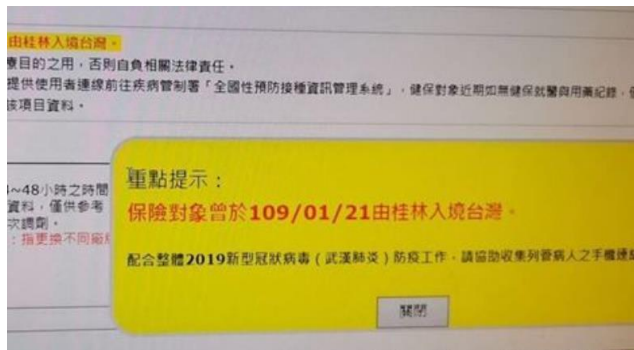 由桂林入境台灣。
療目的之用,否則自負相關法律責任。
提供使用者連線前往疾病管制署「全國性預防接種資訊管理系統」,健保對象近期如無健保就醫與用藥紀錄,
該項目資料。
~48小時之時間
資料,僅供參考
次調劑。
:指更換不同廠
重點提示:
保險對象曾於109/01/21由桂林入境台灣。
配合整體2019新型冠狀病毒(武漢肺炎)防疫工作,請協助收集列管病人之手機連
關閉